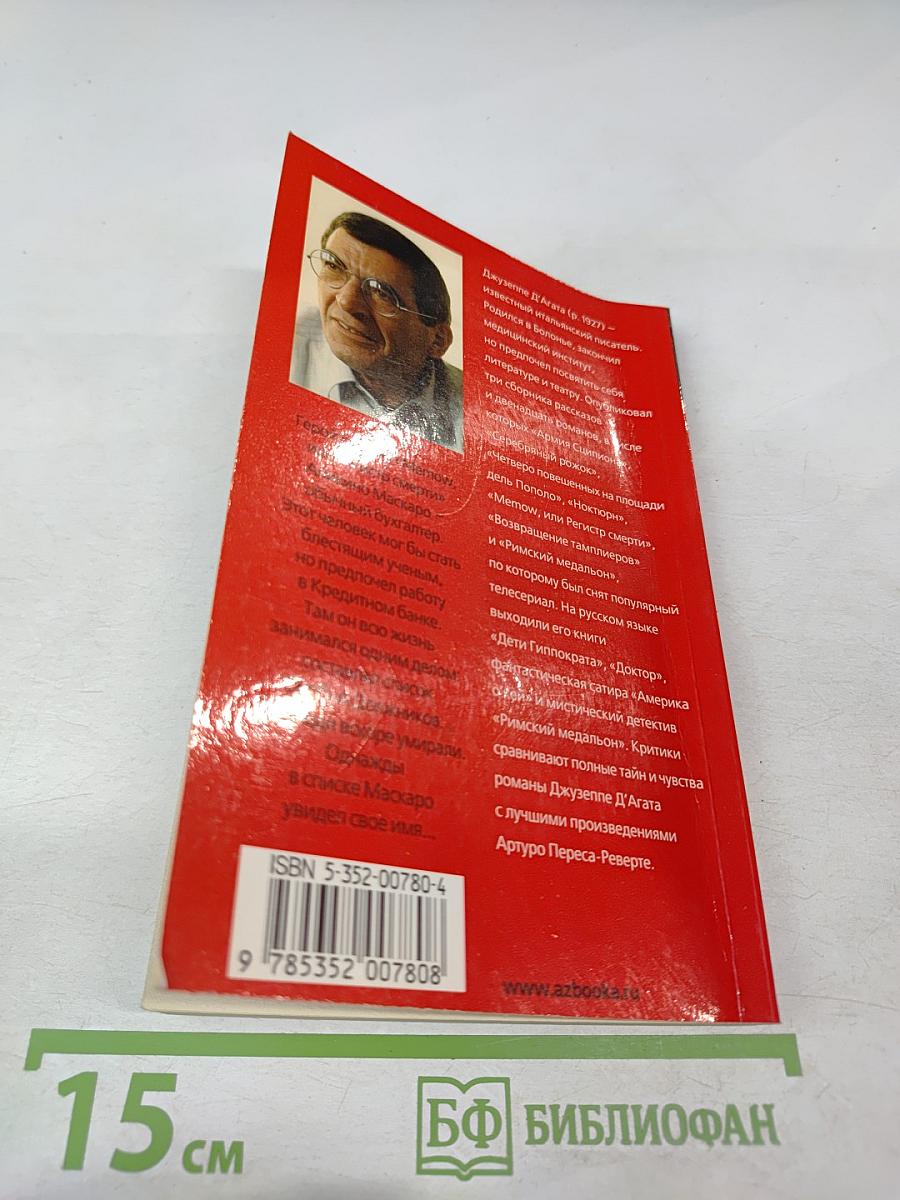 Джузеппе Д'Агата (р. 1927) –
известный итальянский писатель.
Родился в Болонье, закончил
медицинский институт,
но предпочел посвятить себя
литературе и театру. Опубликовал
три сборника рассказов
и двенадцать романов, в числе
которых «Армия Сципиона»,
«Серебряный рожок»,
«Четверо повешенных на площади
дель Пополо», «Ноктюрн»,
«Memow, или Регистр смерти»,
«Возвращение тамплиеров»
и «Римский медальон»,
по которому был снят популярный
телесериал. На русском языке
выходили его книги
«Дети Гиппократа», «Доктор»,
фантастическая сатира «Америка
о'кей» и мистический детектив
«Римский медальон». Критики
сравнивают полные тайн и чувства
романы Джузеппе Д'Агата
с лучшими произведениями
Артуро Переса-Реверте.
Герой «Memow,
или Регистр смерти»
Маскаро –
обычный бухгалтер.
Этот человек мог бы стать
блестящим ученым,
но предпочел работу
в Кредитном банке.
Там он всю жизнь
занимался одним делом:
составлял список
должников...
вскоре умирали.
Однажды
в списке Маскаро
увидел свое имя...
ISBN 5-352-00780-4
9 785352 007808
www.azbooka.ru
15 см
БФ БИБЛИОФАН